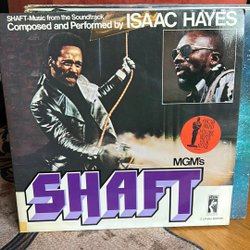 SHAFT-Music from the Soundtrack
Composed and Performed by ISAAC HAYES
MGM's
SHAFT